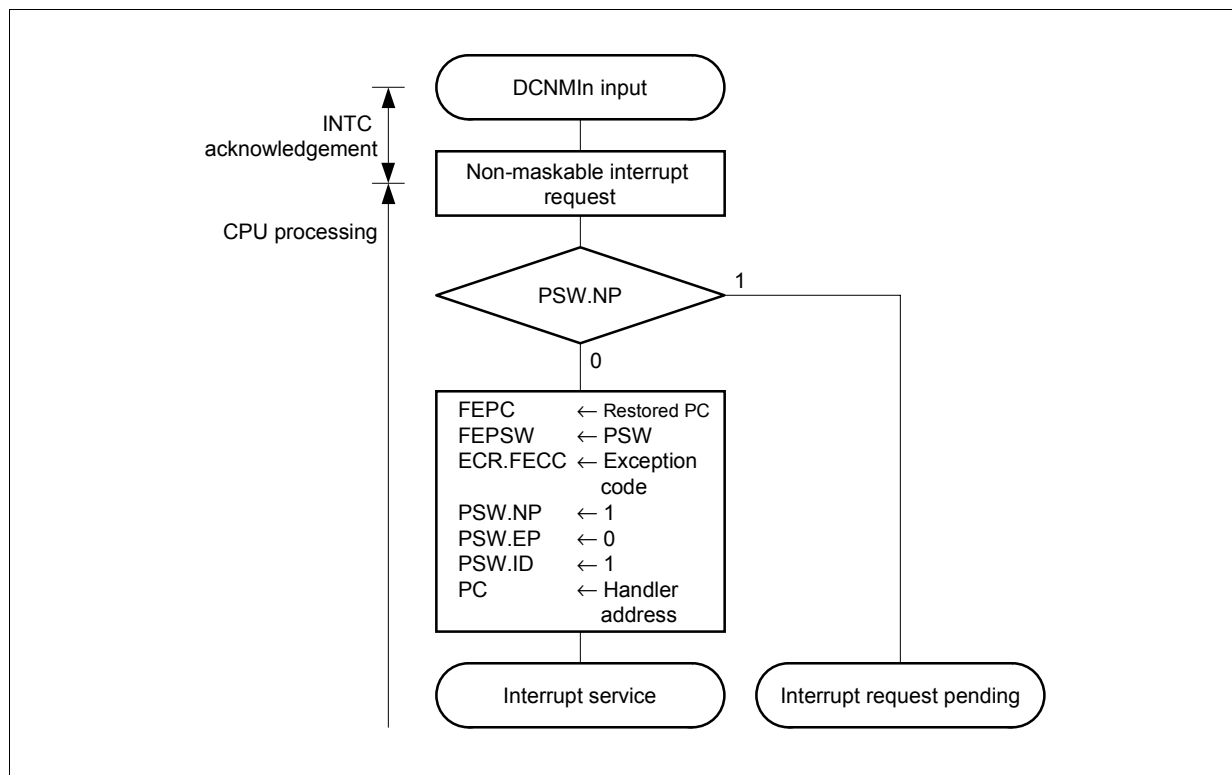 DCNMIn input
INTC
acknowledgement
Non-maskable interrupt
request
CPU processing
PSW.NP
1
0
FEPC ← Restored PC
FEPSW ← PSW
ECR.FECC ← Exception
code
PSW.NP ← 1
PSW.EP ← 0
PSW.ID ← 1
PC ← Handler
address
Interrupt service
Interrupt request pending